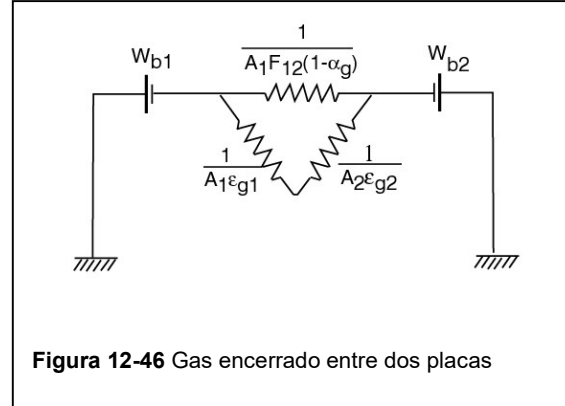 1
A₁F₁₂(1-αg)
Wb1
Wb2
1
A₁εg1
1
A₂εg2
Figura 12-46 Gas encerrado entre dos placas